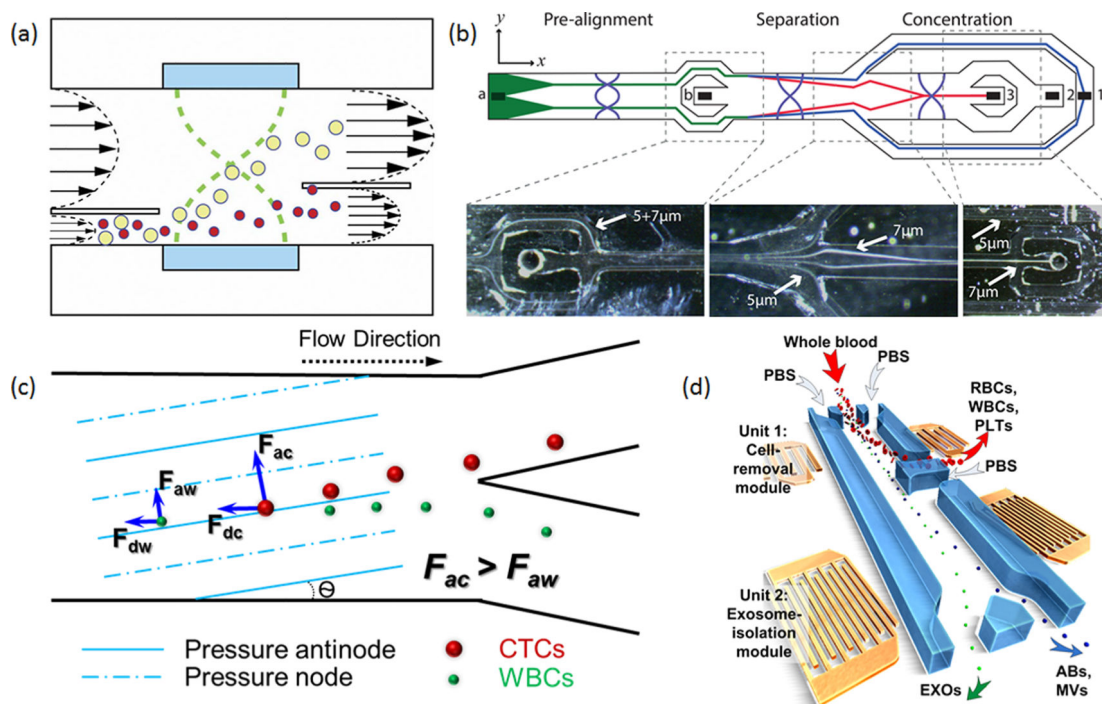 (a)
(b)
Pre-alignment
Separation
Concentration
y
x
a
b
3
2
1
5+7μm
7μm
5μm
5μm
7μm
(c)
Flow Direction
F_ac
F_aw
F_dw
F_dc
F_ac > F_aw
Θ
Pressure antinode
Pressure node
CTCs
WBCs
(d)
Whole blood
PBS
PBS
RBCs,
WBCs,
PLTs
Unit 1:
Cell-
removal
module
PBS
Unit 2:
Exosome-
isolation
module
EXOs
ABs,
MVs